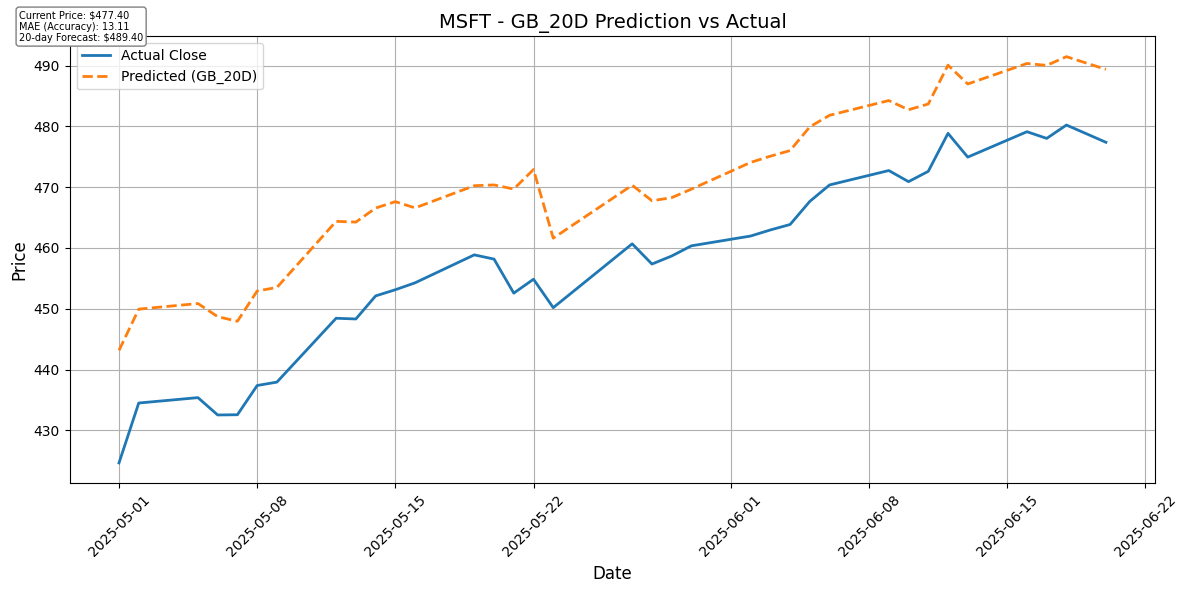 MSFT - GB_20D Prediction vs Actual
Current Price: $477.40
MAE (Accuracy): 13.11
20-day Forecast: $489.40
Actual Close
Predicted (GB_20D)
490
480
470
460
450
440
430
Price
2025-05-01
2025-05-08
2025-05-15
2025-05-22
2025-06-01
2025-06-08
2025-06-15
2025-06-22
Date